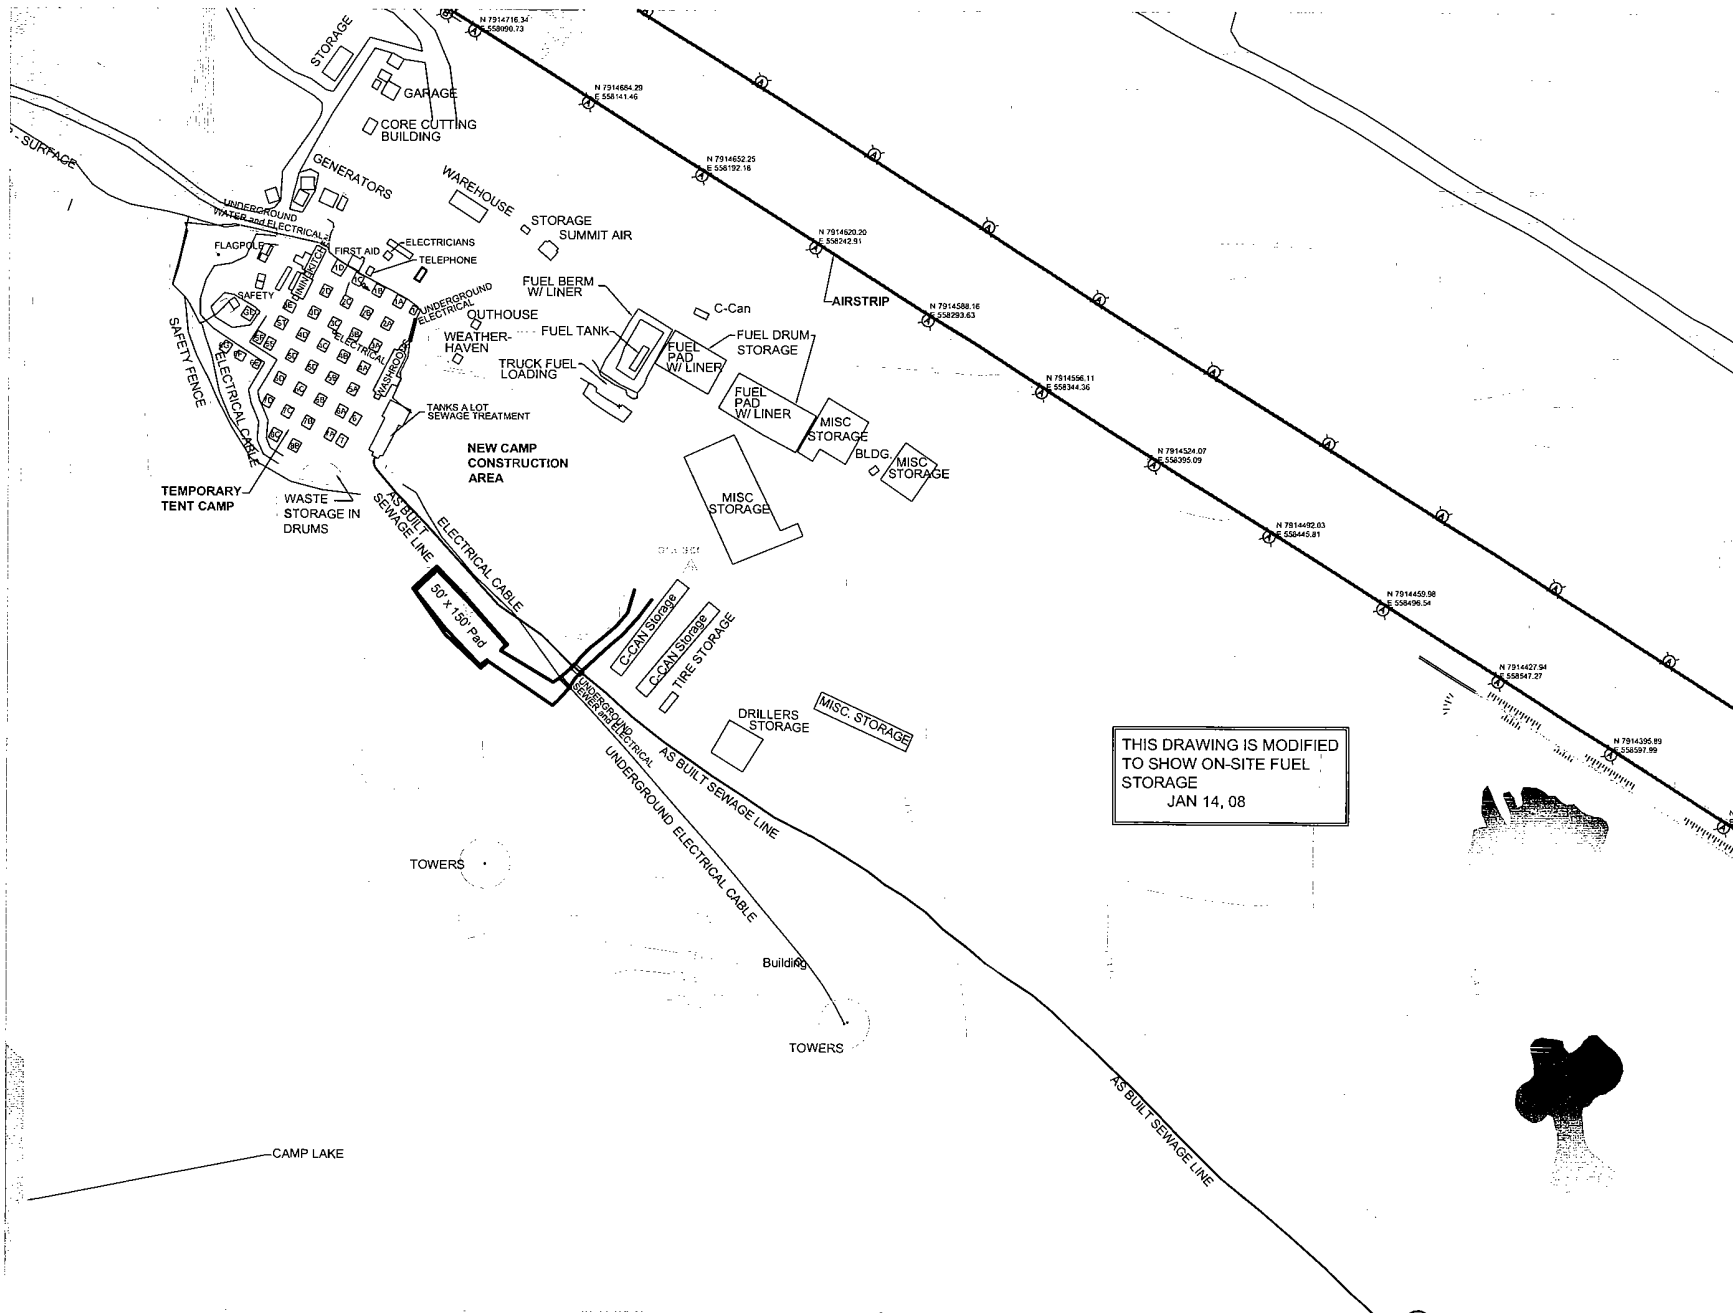 N 7914716.34
E 558090.73
STORAGE
GARAGE
N 7914684.29
E 558141.46
CORE CUTTING
BUILDING
- SURFACE
GENERATORS
N 7914652.25
E 558192.18
WAREHOUSE
UNDERGROUND
WATER and ELECTRICAL
STORAGE
SUMMIT AIR
N 7914620.20
E 558242.91
FLAGPOLE
FIRST AID
ELECTRICIANS
TELEPHONE
DINING
KITCHEN
SAFETY
FUEL BERM
W/ LINER
UNDERGROUND
ELECTRICAL
AIRSTRIP
N 7914588.16
E 558293.63
C-Can
OUTHOUSE
WEATHER-
HAVEN
FUEL TANK
FUEL DRUM
STORAGE
FUEL
PAD
W/ LINER
SAFETY FENCE
ELECTRICAL CABLE
ELECTRICAL
WASHROOMS
TRUCK FUEL
LOADING
N 7914556.11
E 558344.36
FUEL
PAD
W/ LINER
TANKS A LOT
SEWAGE TREATMENT
MISC
STORAGE
BLDG.
MISC
STORAGE
N 7914524.07
E 558395.09
NEW CAMP
CONSTRUCTION
AREA
TEMPORARY
TENT CAMP
WASTE
STORAGE IN
DRUMS
MISC
STORAGE
AS BUILT
SEWAGE LINE
ELECTRICAL CABLE
N 7914492.03
E 558445.81
50' x 150' Pad
C-CAN Storage
C-CAN Storage
TIRE STORAGE
N 7914459.98
E 558496.54
N 7914427.94
E 558547.27
UNDERGROUND
SEWER and ELECTRICAL
DRILLERS
STORAGE
MISC. STORAGE
N 7914395.89
E 558597.99
THIS DRAWING IS MODIFIED
TO SHOW ON-SITE FUEL
STORAGE
JAN 14, 08
AS BUILT SEWAGE LINE
UNDERGROUND ELECTRICAL CABLE
TOWERS
Building
TOWERS
AS BUILT SEWAGE LINE
CAMP LAKE